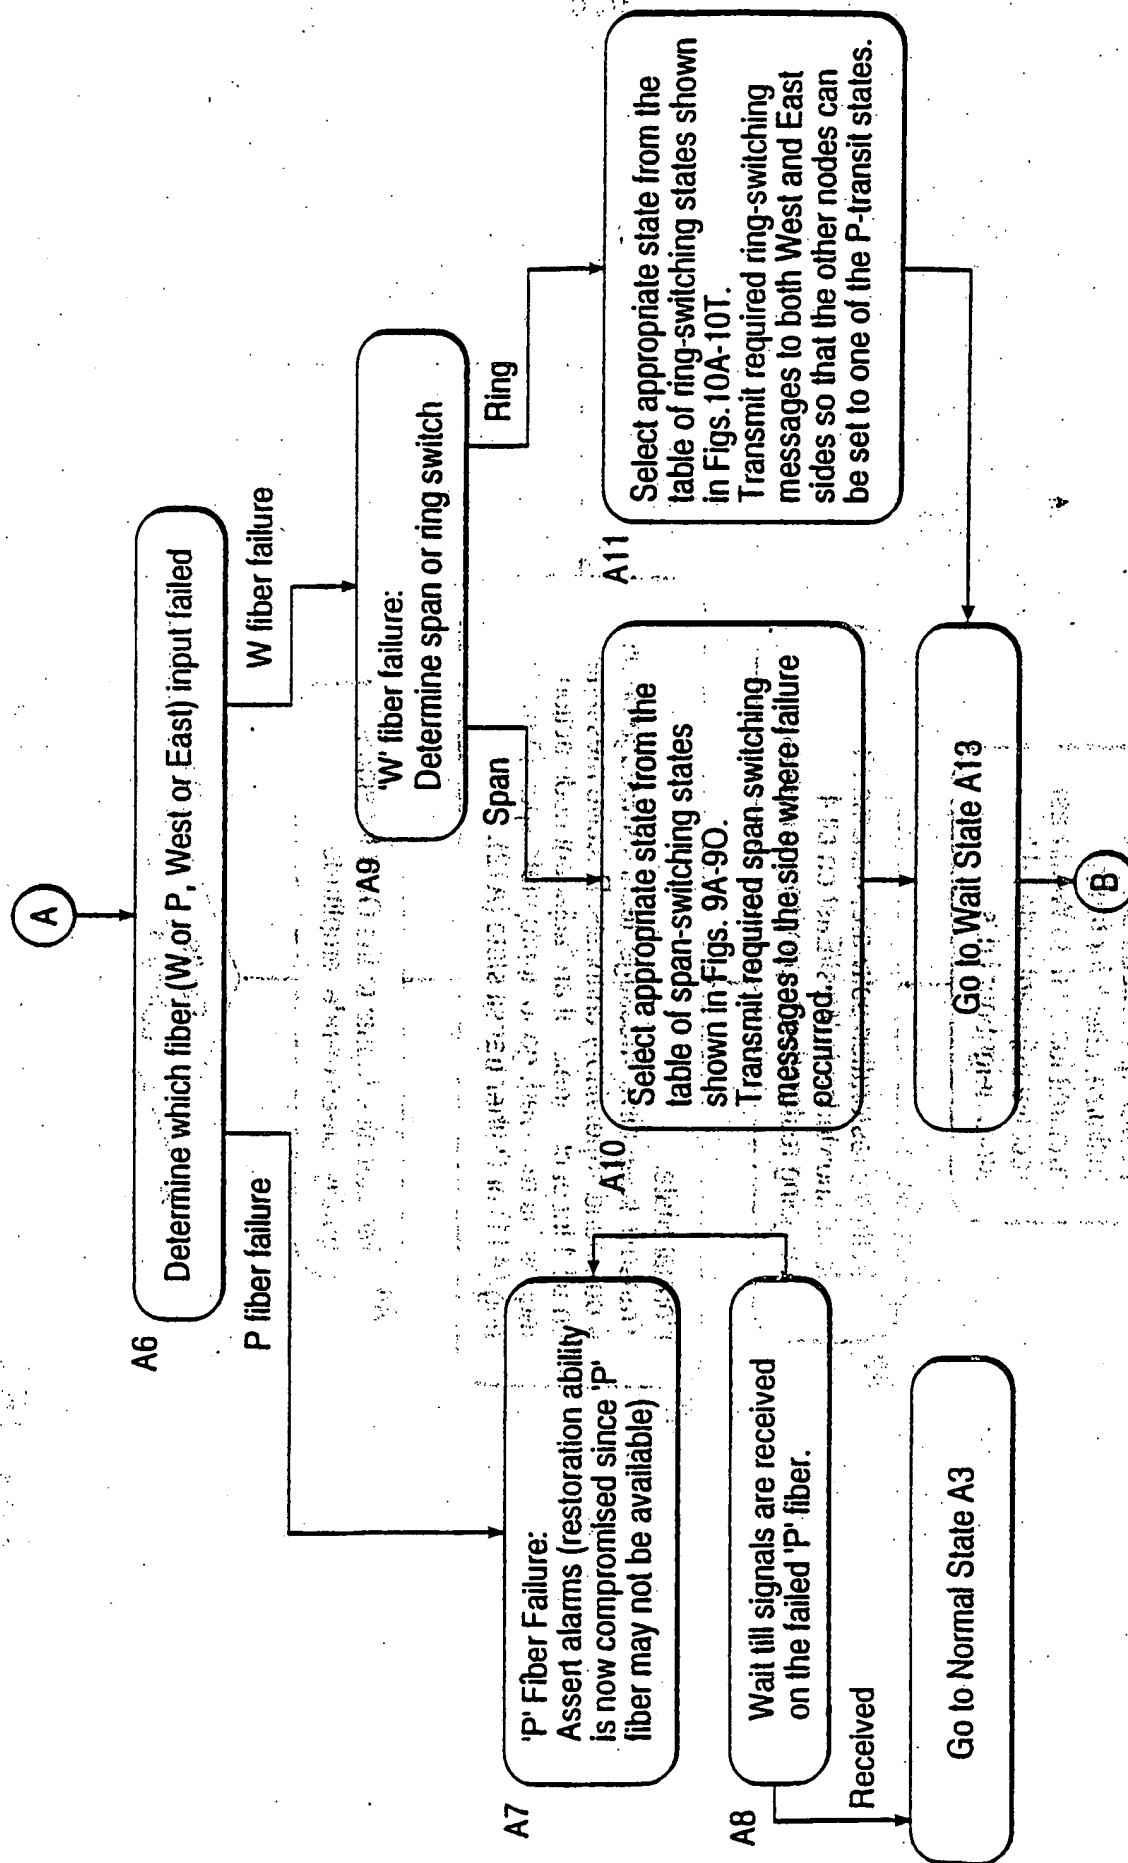 A
A6
Determine which fiber (W or P, West or East) input failed
P fiber failure
W fiber failure
A7
'P' Fiber Failure:
Assert alarms (restoration ability
is now compromised since 'P'
fiber may not be available)
A8
Wait till signals are received
on the failed 'P' fiber.
Received
Go to Normal State A3
A9
'W' fiber failure:
Determine span or ring switch
Span
Ring
A10
Select appropriate state from the
table of span-switching states
shown in Figs. 9A-9O.
Transmit required span-switching
messages to the side where failure
occurred.
A11
Select appropriate state from the
table of ring-switching states shown
in Figs.10A-10T.
Transmit required ring-switching
messages to both West and East
sides so that the other nodes can
be set to one of the P-transit states.
Go to Wait State A13
B